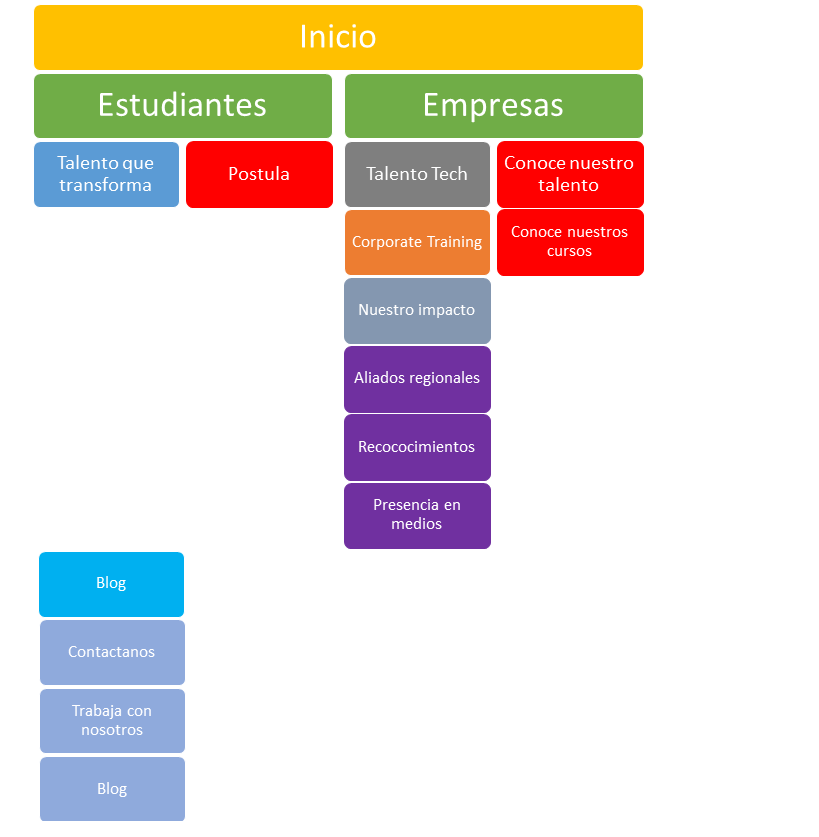 Inicio
Estudiantes
Empresas
Talento que
transforma
Postula
Talento Tech
Conoce nuestro
talento
Corporate Training
Conoce nuestros
cursos
Nuestro impacto
Aliados regionales
Recococimientos
Presencia en
medios
Blog
Contactanos
Trabaja con
nosotros
Blog